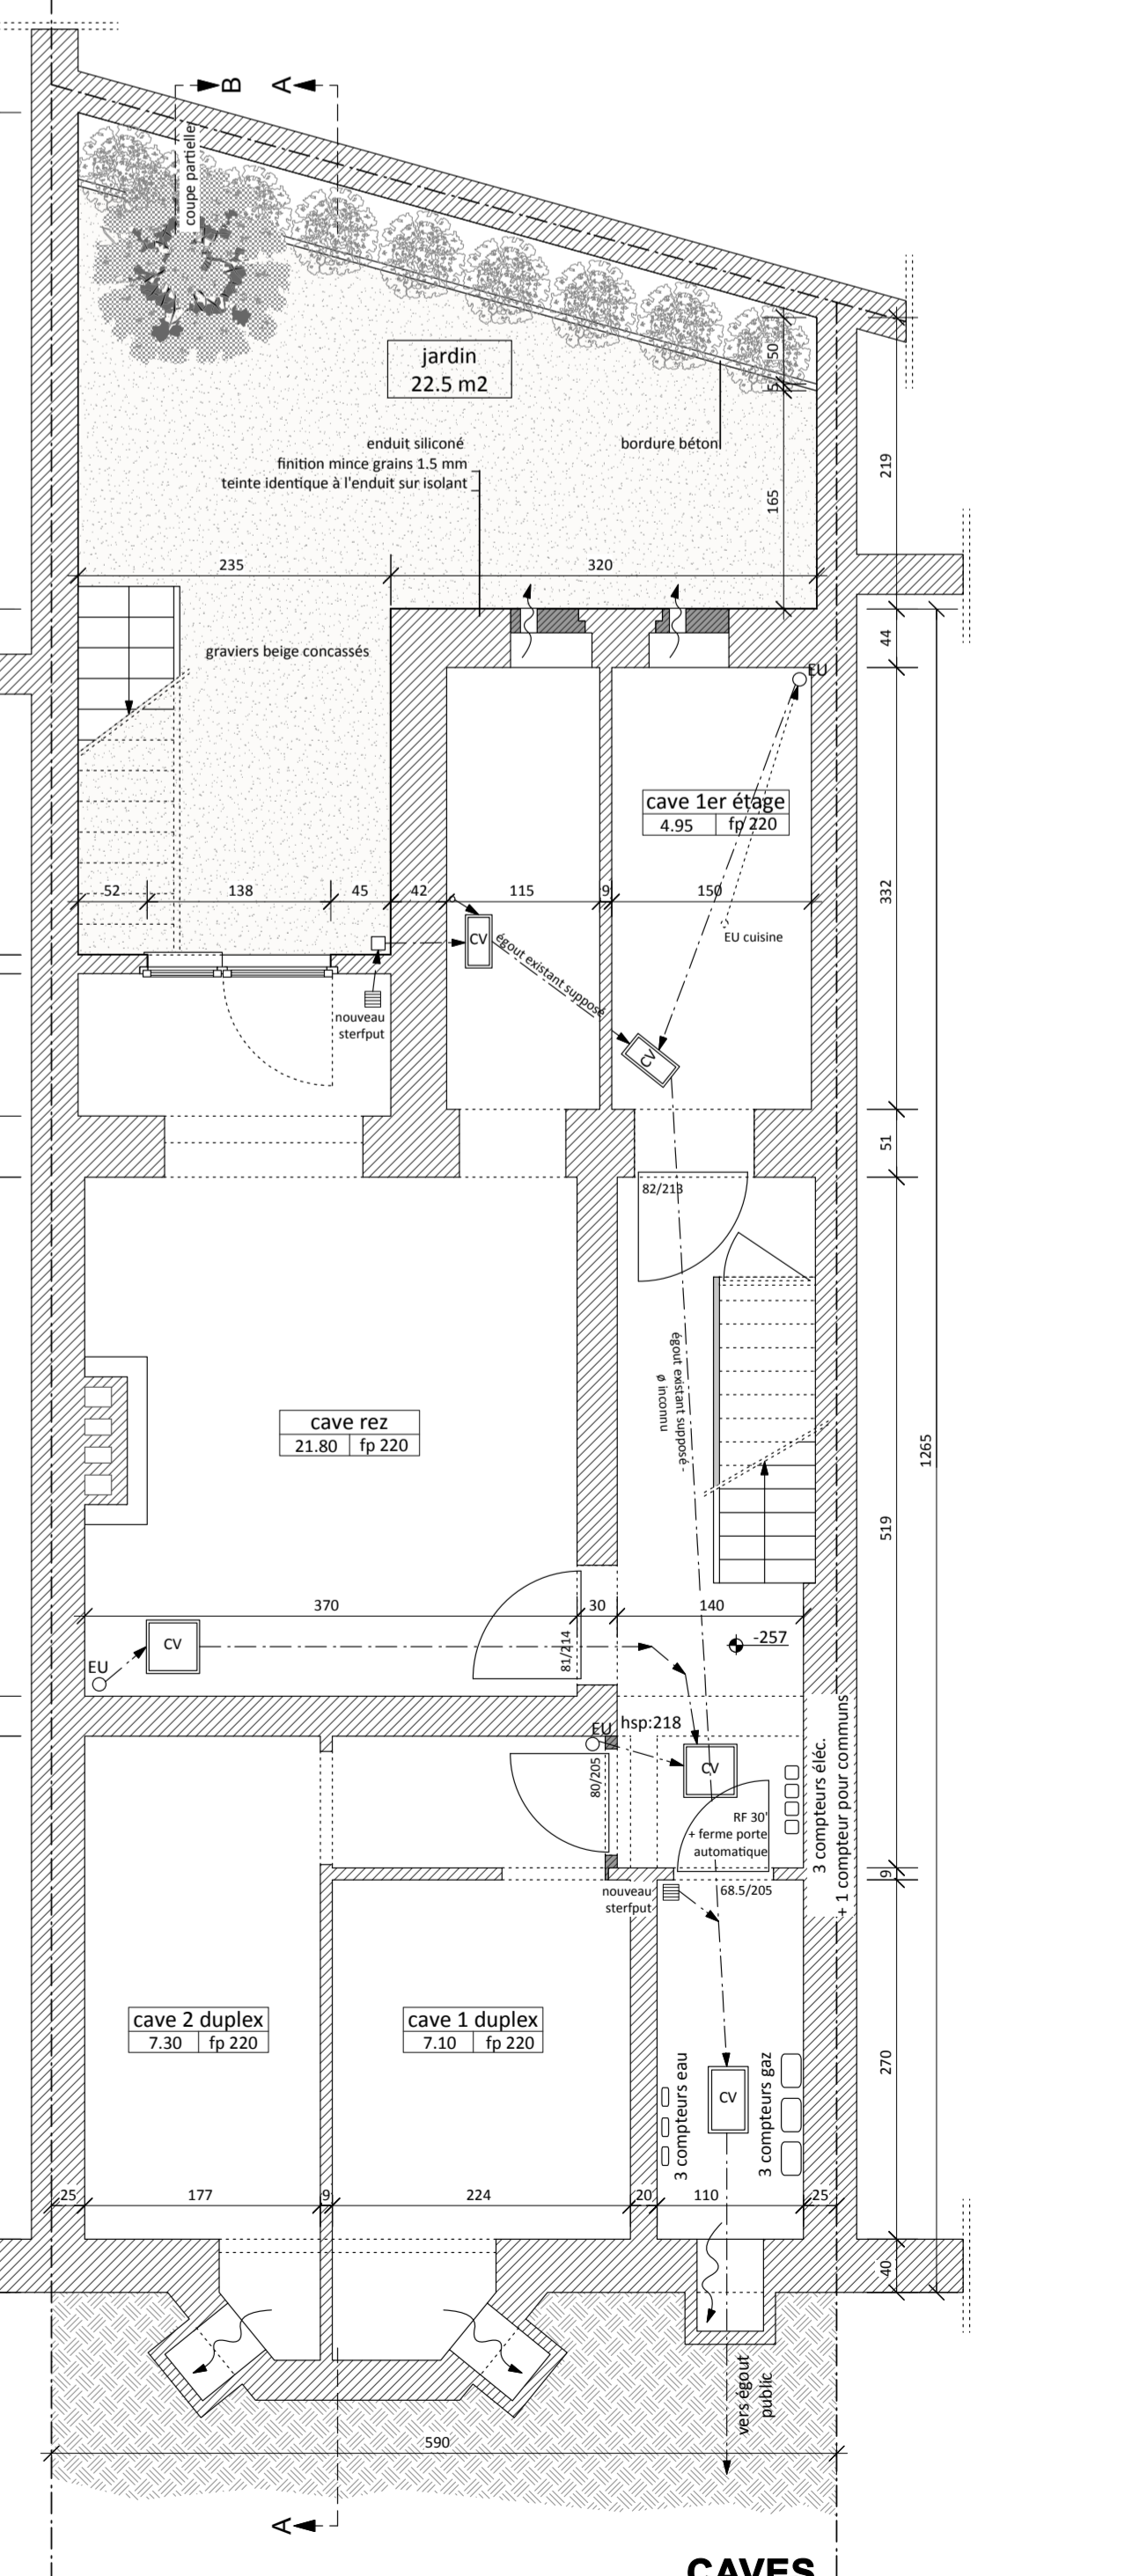 B
A
coupe partielle
jardin
22.5 m2
50
5
enduit siliconé
finition mince grains 1.5 mm
teinte identique à l'enduit sur isolant
bordure béton
219
165
235
320
graviers beige concassés
44
EU
cave 1er étage
4.95
fp 220
52
138
45
42
115
9
150
332
CV
égout existant supposé
EU cuisine
nouveau
sterfput
51
82/213
égout existant supposé -
ø inconnu
cave rez
21.80
fp 220
1265
519
370
30
140
CV
81/214
-257
EU
EU
hsp:218
80/205
CV
RF 30'
+ ferme porte
automatique
3 compteurs éléc.
+ 1 compteur pour communs
9
nouveau
sterfput
68.5/205
cave 2 duplex
7.30
fp 220
cave 1 duplex
7.10
fp 220
3 compteurs eau
CV
3 compteurs gaz
270
25
177
9
224
20
110
25
40
vers égout
public
590
A
CAVES